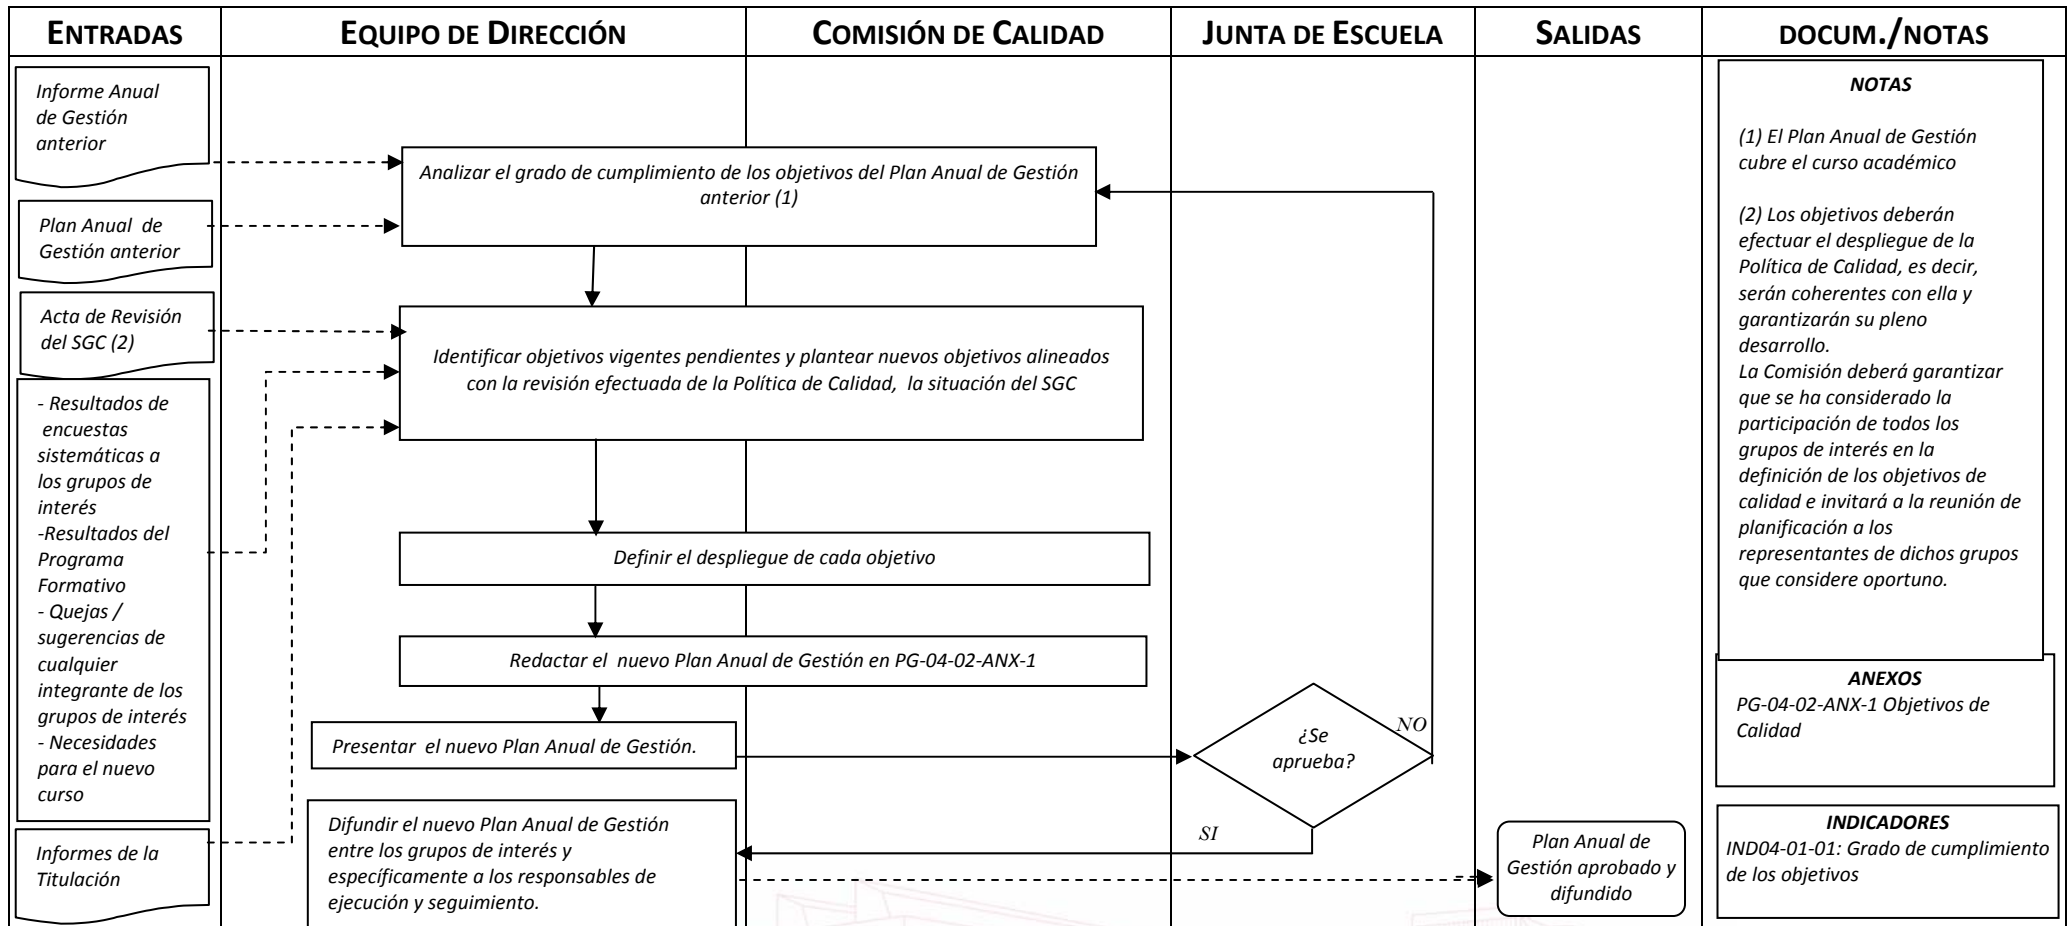 ENTRADAS
EQUIPO DE DIRECCIÓN
COMISIÓN DE CALIDAD
JUNTA DE ESCUELA
SALIDAS
DOCUM./NOTAS
Informe Anual
de Gestión
anterior
Plan Anual de
Gestión anterior
Acta de Revisión
del SGC (2)
- Resultados de
encuestas
sistemáticas a
los grupos de
interés
-Resultados del
Programa
Formativo
- Quejas /
sugerencias de
cualquier
integrante de los
grupos de interés
- Necesidades
para el nuevo
curso
Informes de la
Titulación
Analizar el grado de cumplimiento de los objetivos del Plan Anual de Gestión
anterior (1)
Identificar objetivos vigentes pendientes y plantear nuevos objetivos alineados
con la revisión efectuada de la Política de Calidad, la situación del SGC
Definir el despliegue de cada objetivo
Redactar el nuevo Plan Anual de Gestión en PG-04-02-ANX-1
Presentar el nuevo Plan Anual de Gestión.
Difundir el nuevo Plan Anual de Gestión
entre los grupos de interés y
específicamente a los responsables de
ejecución y seguimiento.
¿Se
aprueba?
NO
SI
Plan Anual de
Gestión aprobado y
difundido
NOTAS
(1) El Plan Anual de Gestión
cubre el curso académico
(2) Los objetivos deberán
efectuar el despliegue de la
Política de Calidad, es decir,
serán coherentes con ella y
garantizarán su pleno
desarrollo.
La Comisión deberá garantizar
que se ha considerado la
participación de todos los
grupos de interés en la
definición de los objetivos de
calidad e invitará a la reunión de
planificación a los
representantes de dichos grupos
que considere oportuno.
ANEXOS
PG-04-02-ANX-1 Objetivos de
Calidad
INDICADORES
IND04-01-01: Grado de cumplimiento
de los objetivos